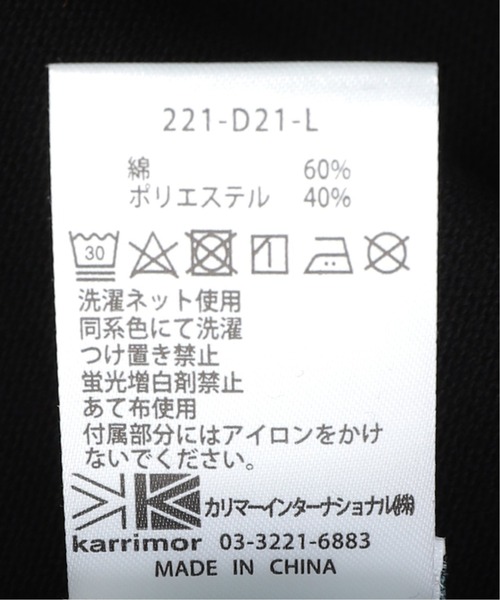 221-D21-L
綿 60%
ポリエステル 40%
30
洗濯ネット使用
同系色にて洗濯
つけ置き禁止
蛍光増白剤禁止
あて布使用
付属部分にはアイロンをかけ
ないでください。
カリマーインターナショナル㈱
karrimor 03-3221-6883
MADE IN CHINA